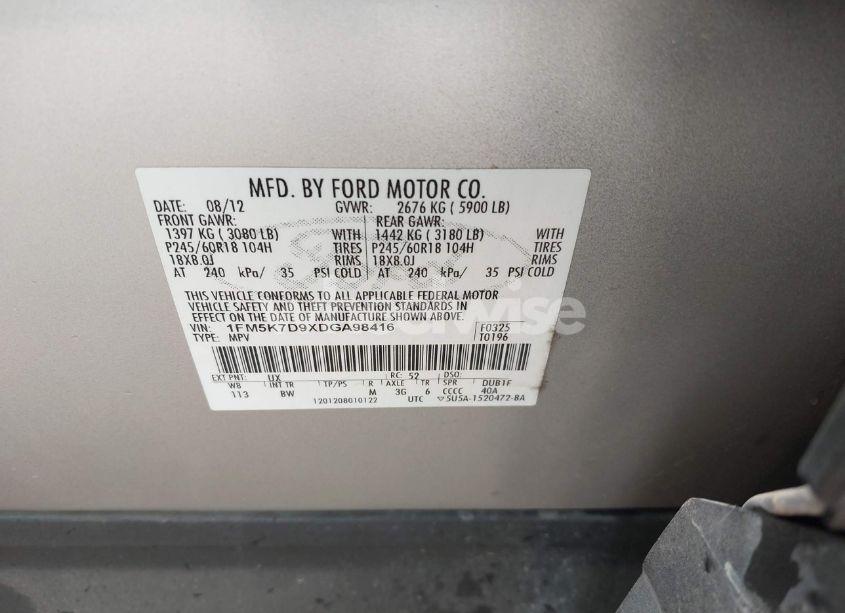 MFD. BY FORD MOTOR CO.
DATE: 08/12 GVWR: 2676 KG ( 5900 LB)
FRONT GAWR: REAR GAWR:
1397 KG ( 3080 LB) WITH 1442 KG ( 3180 LB) WITH
P245/60R18 104H TIRES P245/60R18 104H TIRES
18X8.0J RIMS 18X8.0J RIMS
AT 240 kPa/ 35 PSI COLD AT 240 kPa/ 35 PSI COLD
THIS VEHICLE CONFORMS TO ALL APPLICABLE FEDERAL MOTOR
VEHICLE SAFETY AND THEFT PREVENTION STANDARDS IN
EFFECT ON THE DATE OF MANUFACTURE SHOWN ABOVE.
VIN: 1FM5K7D9XDGA98416 F0325
TYPE: MPV T0196
EXT PNT: UX RC: 52 DSO:
WB INT TR TP/PS R AXLE TR SPR DUB1F
113 BW M 3G 6 CCCC 40A
1201208010122 UTC ▽5U5A-1520472-BA